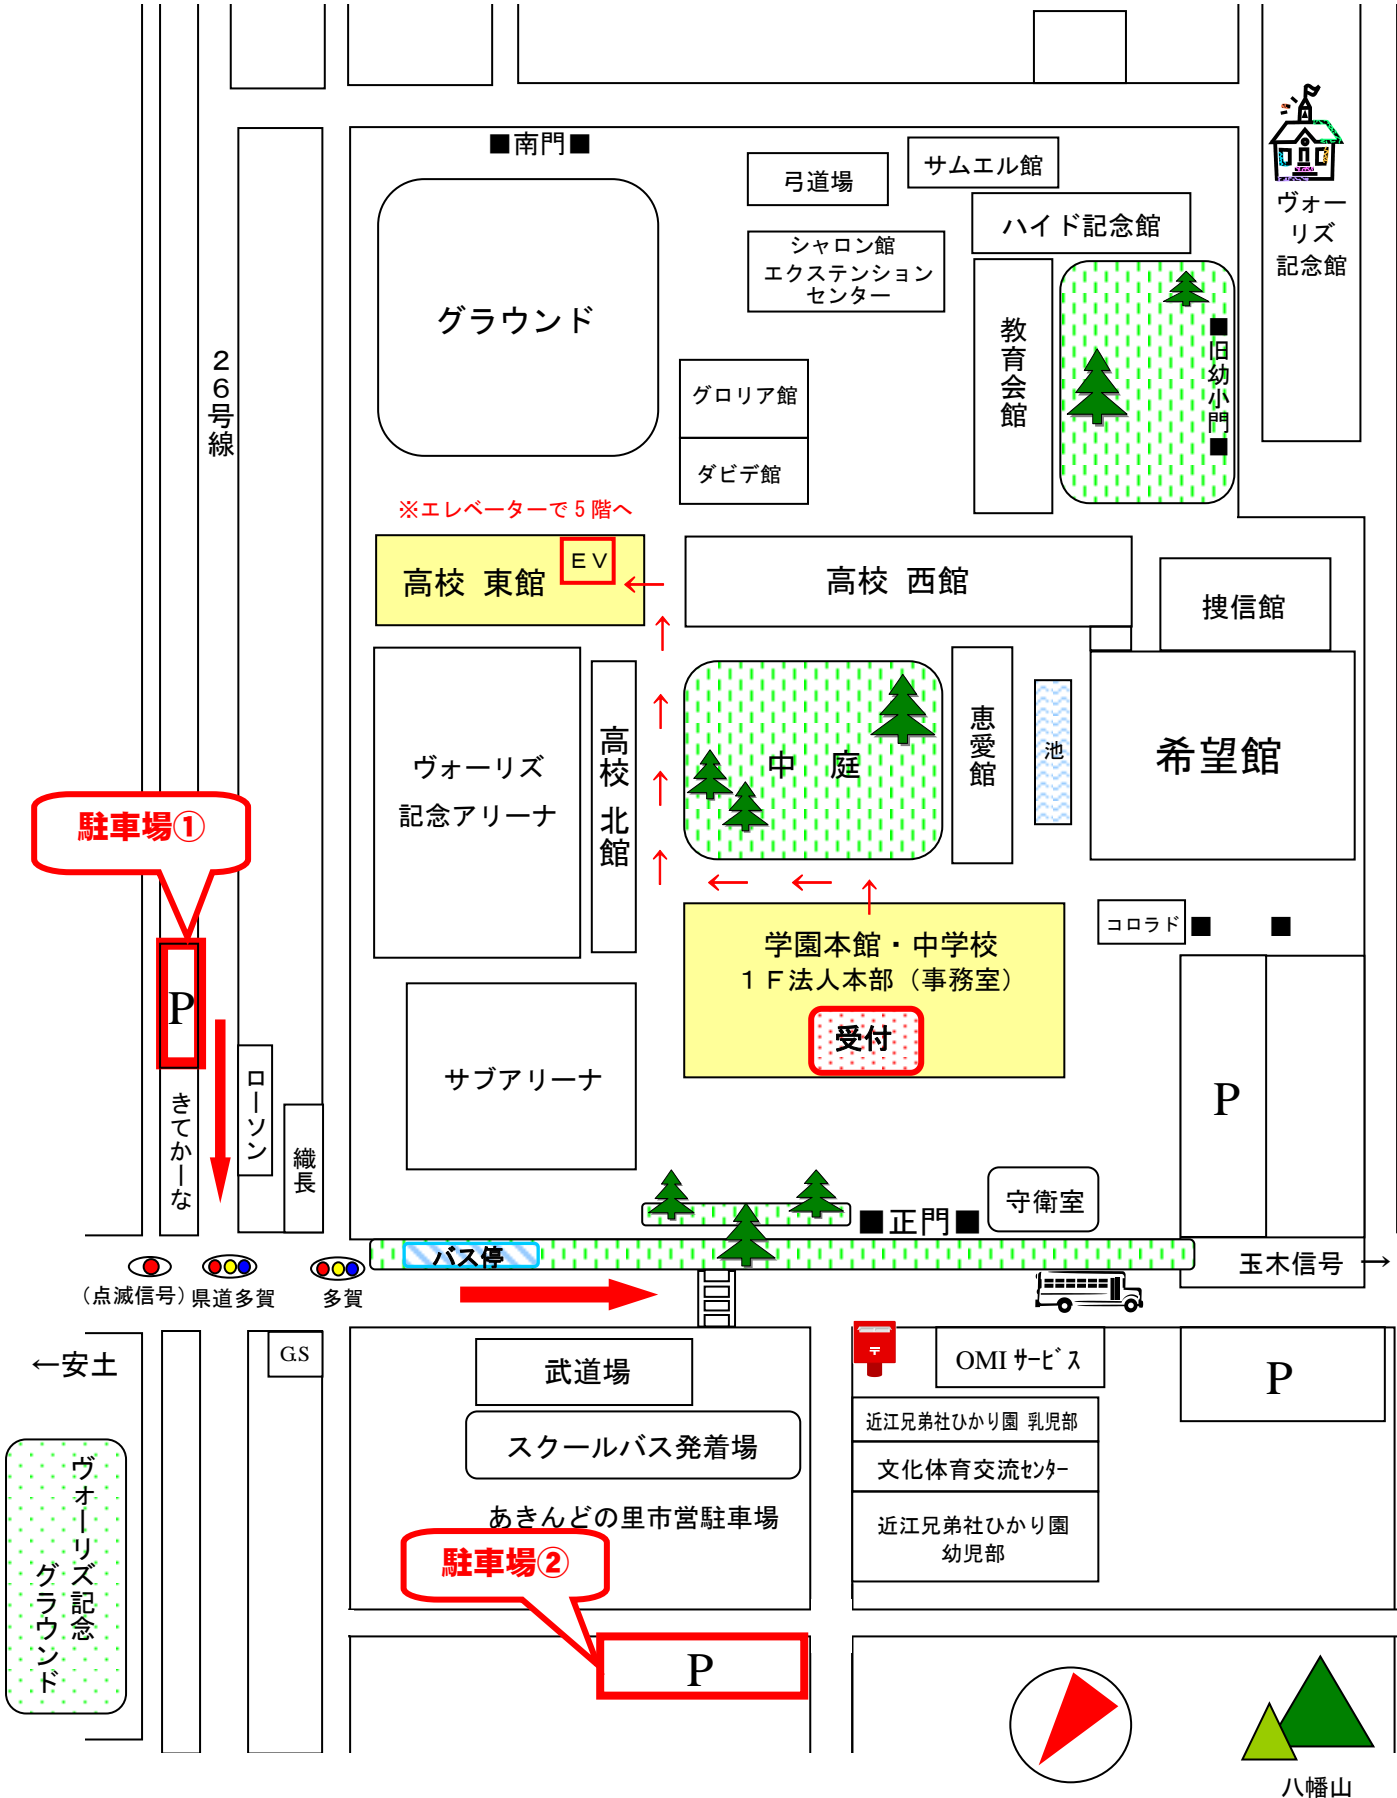 ■南門■
弓道場
サムエル館
ハイド記念館
シャロン館
エクステンション
センター
ヴォー
リズ
記念館
グラウンド
教育会館
■旧幼小門■
26号線
グロリア館
ダビデ館
※エレベーターで5階へ
高校 東館
EV
高校 西館
捜信館
ヴォーリズ
記念アリーナ
高校 北館
中 庭
恵愛館
池
希望館
駐車場①
P
きてかーな
ローソン
織長
学園本館・中学校
1F法人本部(事務室)
受付
コロラド ■ ■
サブアリーナ
P
守衛室
■正門■
バス停
玉木信号 →
(点滅信号)
県道多賀
多賀
←安土
GS
武道場
スクールバス発着場
あきんどの里市営駐車場
駐車場②
P
〒
OMIサービス
近江兄弟社ひかり園 乳児部
文化体育交流センター
近江兄弟社ひかり園
幼児部
P
ヴォーリズ記念
グラウンド
八幡山